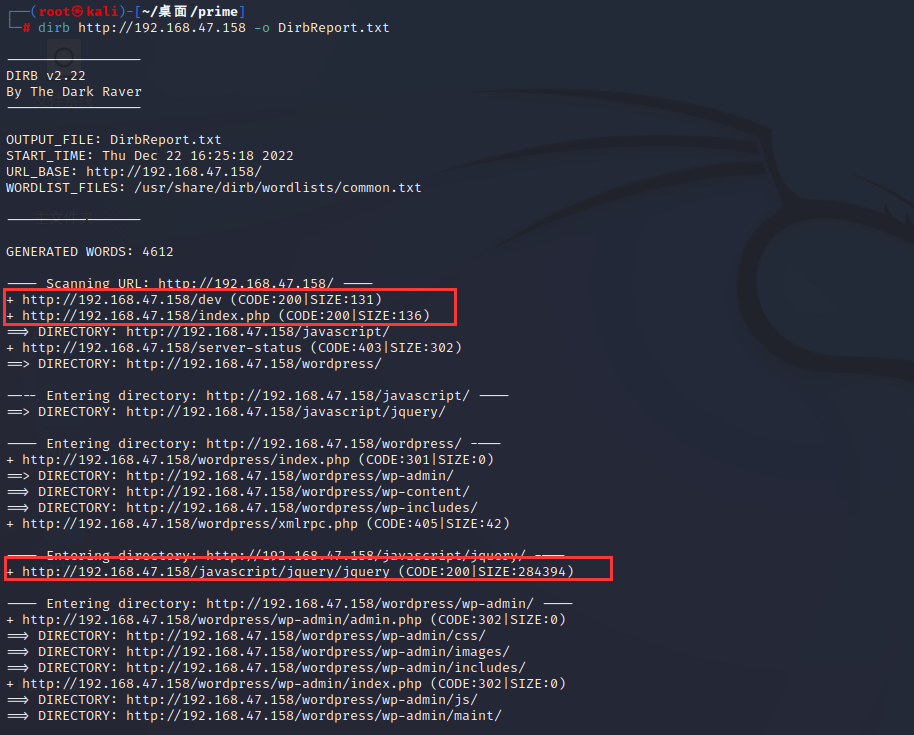 ┌──(root㉿kali)-[~/桌面/prime]
└─# dirb http://192.168.47.158 -o DirbReport.txt
-----------------
DIRB v2.22
By The Dark Raver
-----------------
OUTPUT_FILE: DirbReport.txt
START_TIME: Thu Dec 22 16:25:18 2022
URL_BASE: http://192.168.47.158/
WORDLIST_FILES: /usr/share/dirb/wordlists/common.txt
-----------------
GENERATED WORDS: 4612
---- Scanning URL: http://192.168.47.158/ ----
+ http://192.168.47.158/dev (CODE:200|SIZE:131)
+ http://192.168.47.158/index.php (CODE:200|SIZE:136)
==> DIRECTORY: http://192.168.47.158/javascript/
+ http://192.168.47.158/server-status (CODE:403|SIZE:302)
==> DIRECTORY: http://192.168.47.158/wordpress/
---- Entering directory: http://192.168.47.158/javascript/ ----
==> DIRECTORY: http://192.168.47.158/javascript/jquery/
---- Entering directory: http://192.168.47.158/wordpress/ ----
+ http://192.168.47.158/wordpress/index.php (CODE:301|SIZE:0)
==> DIRECTORY: http://192.168.47.158/wordpress/wp-admin/
==> DIRECTORY: http://192.168.47.158/wordpress/wp-content/
==> DIRECTORY: http://192.168.47.158/wordpress/wp-includes/
+ http://192.168.47.158/wordpress/xmlrpc.php (CODE:405|SIZE:42)
---- Entering directory: http://192.168.47.158/javascript/jquery/ ----
+ http://192.168.47.158/javascript/jquery/jquery (CODE:200|SIZE:284394)
---- Entering directory: http://192.168.47.158/wordpress/wp-admin/ ----
+ http://192.168.47.158/wordpress/wp-admin/admin.php (CODE:302|SIZE:0)
==> DIRECTORY: http://192.168.47.158/wordpress/wp-admin/css/
==> DIRECTORY: http://192.168.47.158/wordpress/wp-admin/images/
==> DIRECTORY: http://192.168.47.158/wordpress/wp-admin/includes/
+ http://192.168.47.158/wordpress/wp-admin/index.php (CODE:302|SIZE:0)
==> DIRECTORY: http://192.168.47.158/wordpress/wp-admin/js/
==> DIRECTORY: http://192.168.47.158/wordpress/wp-admin/maint/